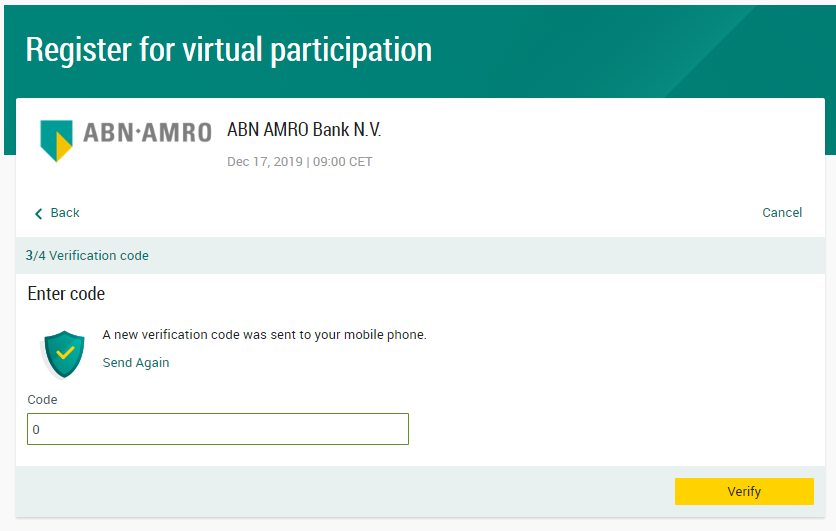 Register for virtual participation
ABN·AMRO
ABN AMRO Bank N.V.
Dec 17, 2019 | 09:00 CET
Back
Cancel
3/4 Verification code
Enter code
A new verification code was sent to your mobile phone.
Send Again
Code
0
Verify